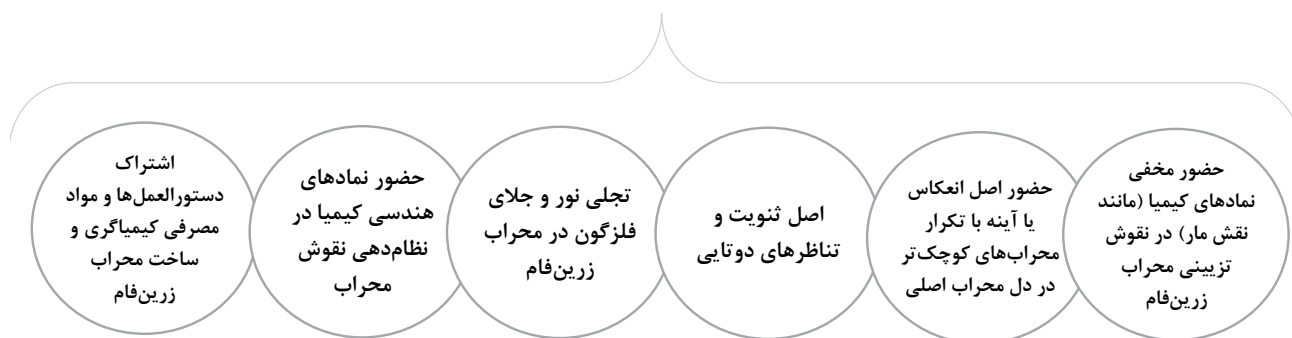 حضور مخفی
نمادهای کیمیا (مانند
نقش مار) در نقوش
تزیینی محراب
زرین‌فام
حضور اصل انعکاس
یا آینه با تکرار
محراب‌های کوچک‌تر
در دل محراب اصلی
اصل ثنویت و
تناظرهای دوتایی
تجلی نور و جلای
فلزگون در محراب
زرین‌فام
حضور نمادهای
هندسی کیمیا در
نظام‌دهی نقوش
محراب
اشتراک
دستورالعمل‌ها و مواد
مصرفی کیمیاگری و
ساخت محراب
زرین‌فام